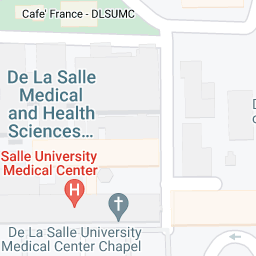 Cafe' France - DLSUMC
De La Salle
Medical
and Health
Sciences...
Salle University
Medical Center
H
De La Salle University
Medical Center Chapel